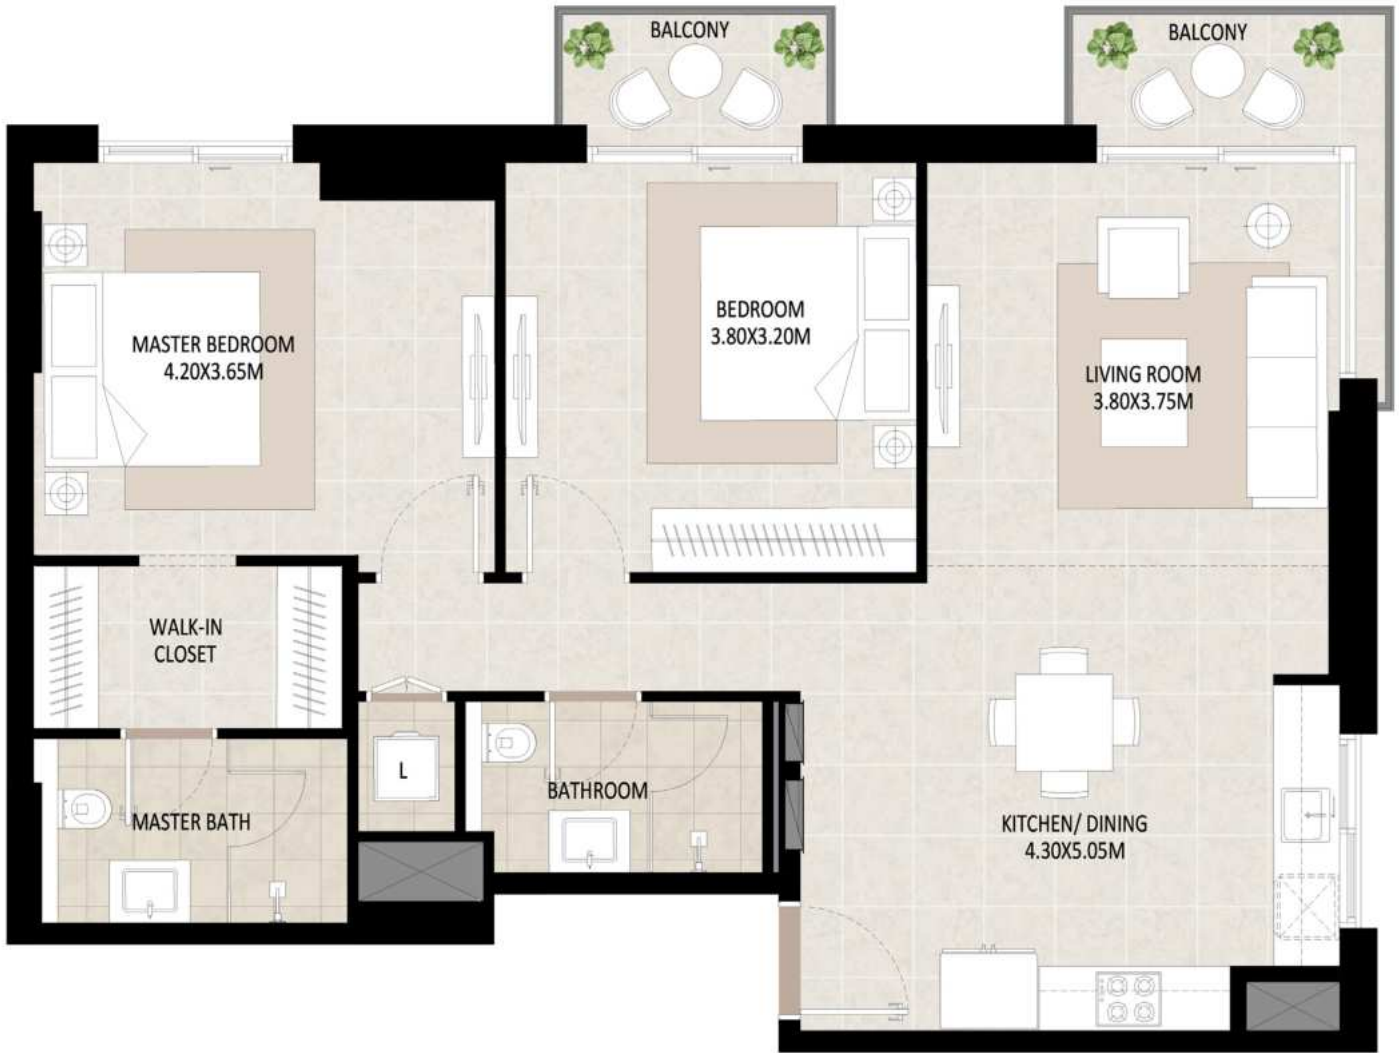 BALCONY
BALCONY
MASTER BEDROOM
4.20X3.65M
BEDROOM
3.80X3.20M
LIVING ROOM
3.80X3.75M
WALK-IN
CLOSET
L
BATHROOM
MASTER BATH
KITCHEN/ DINING
4.30X5.05M